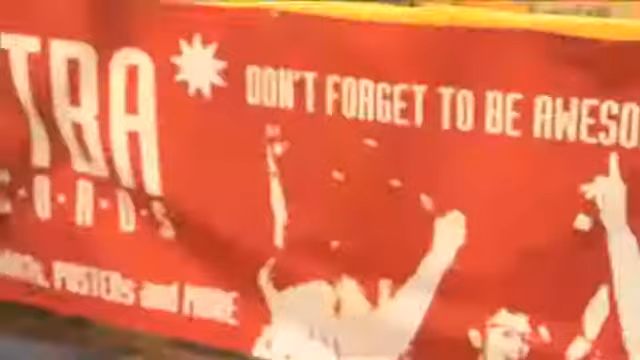 TBA
DON'T FORGET TO BE AWESO
C·O·R·D·S
POSTERS and MORE